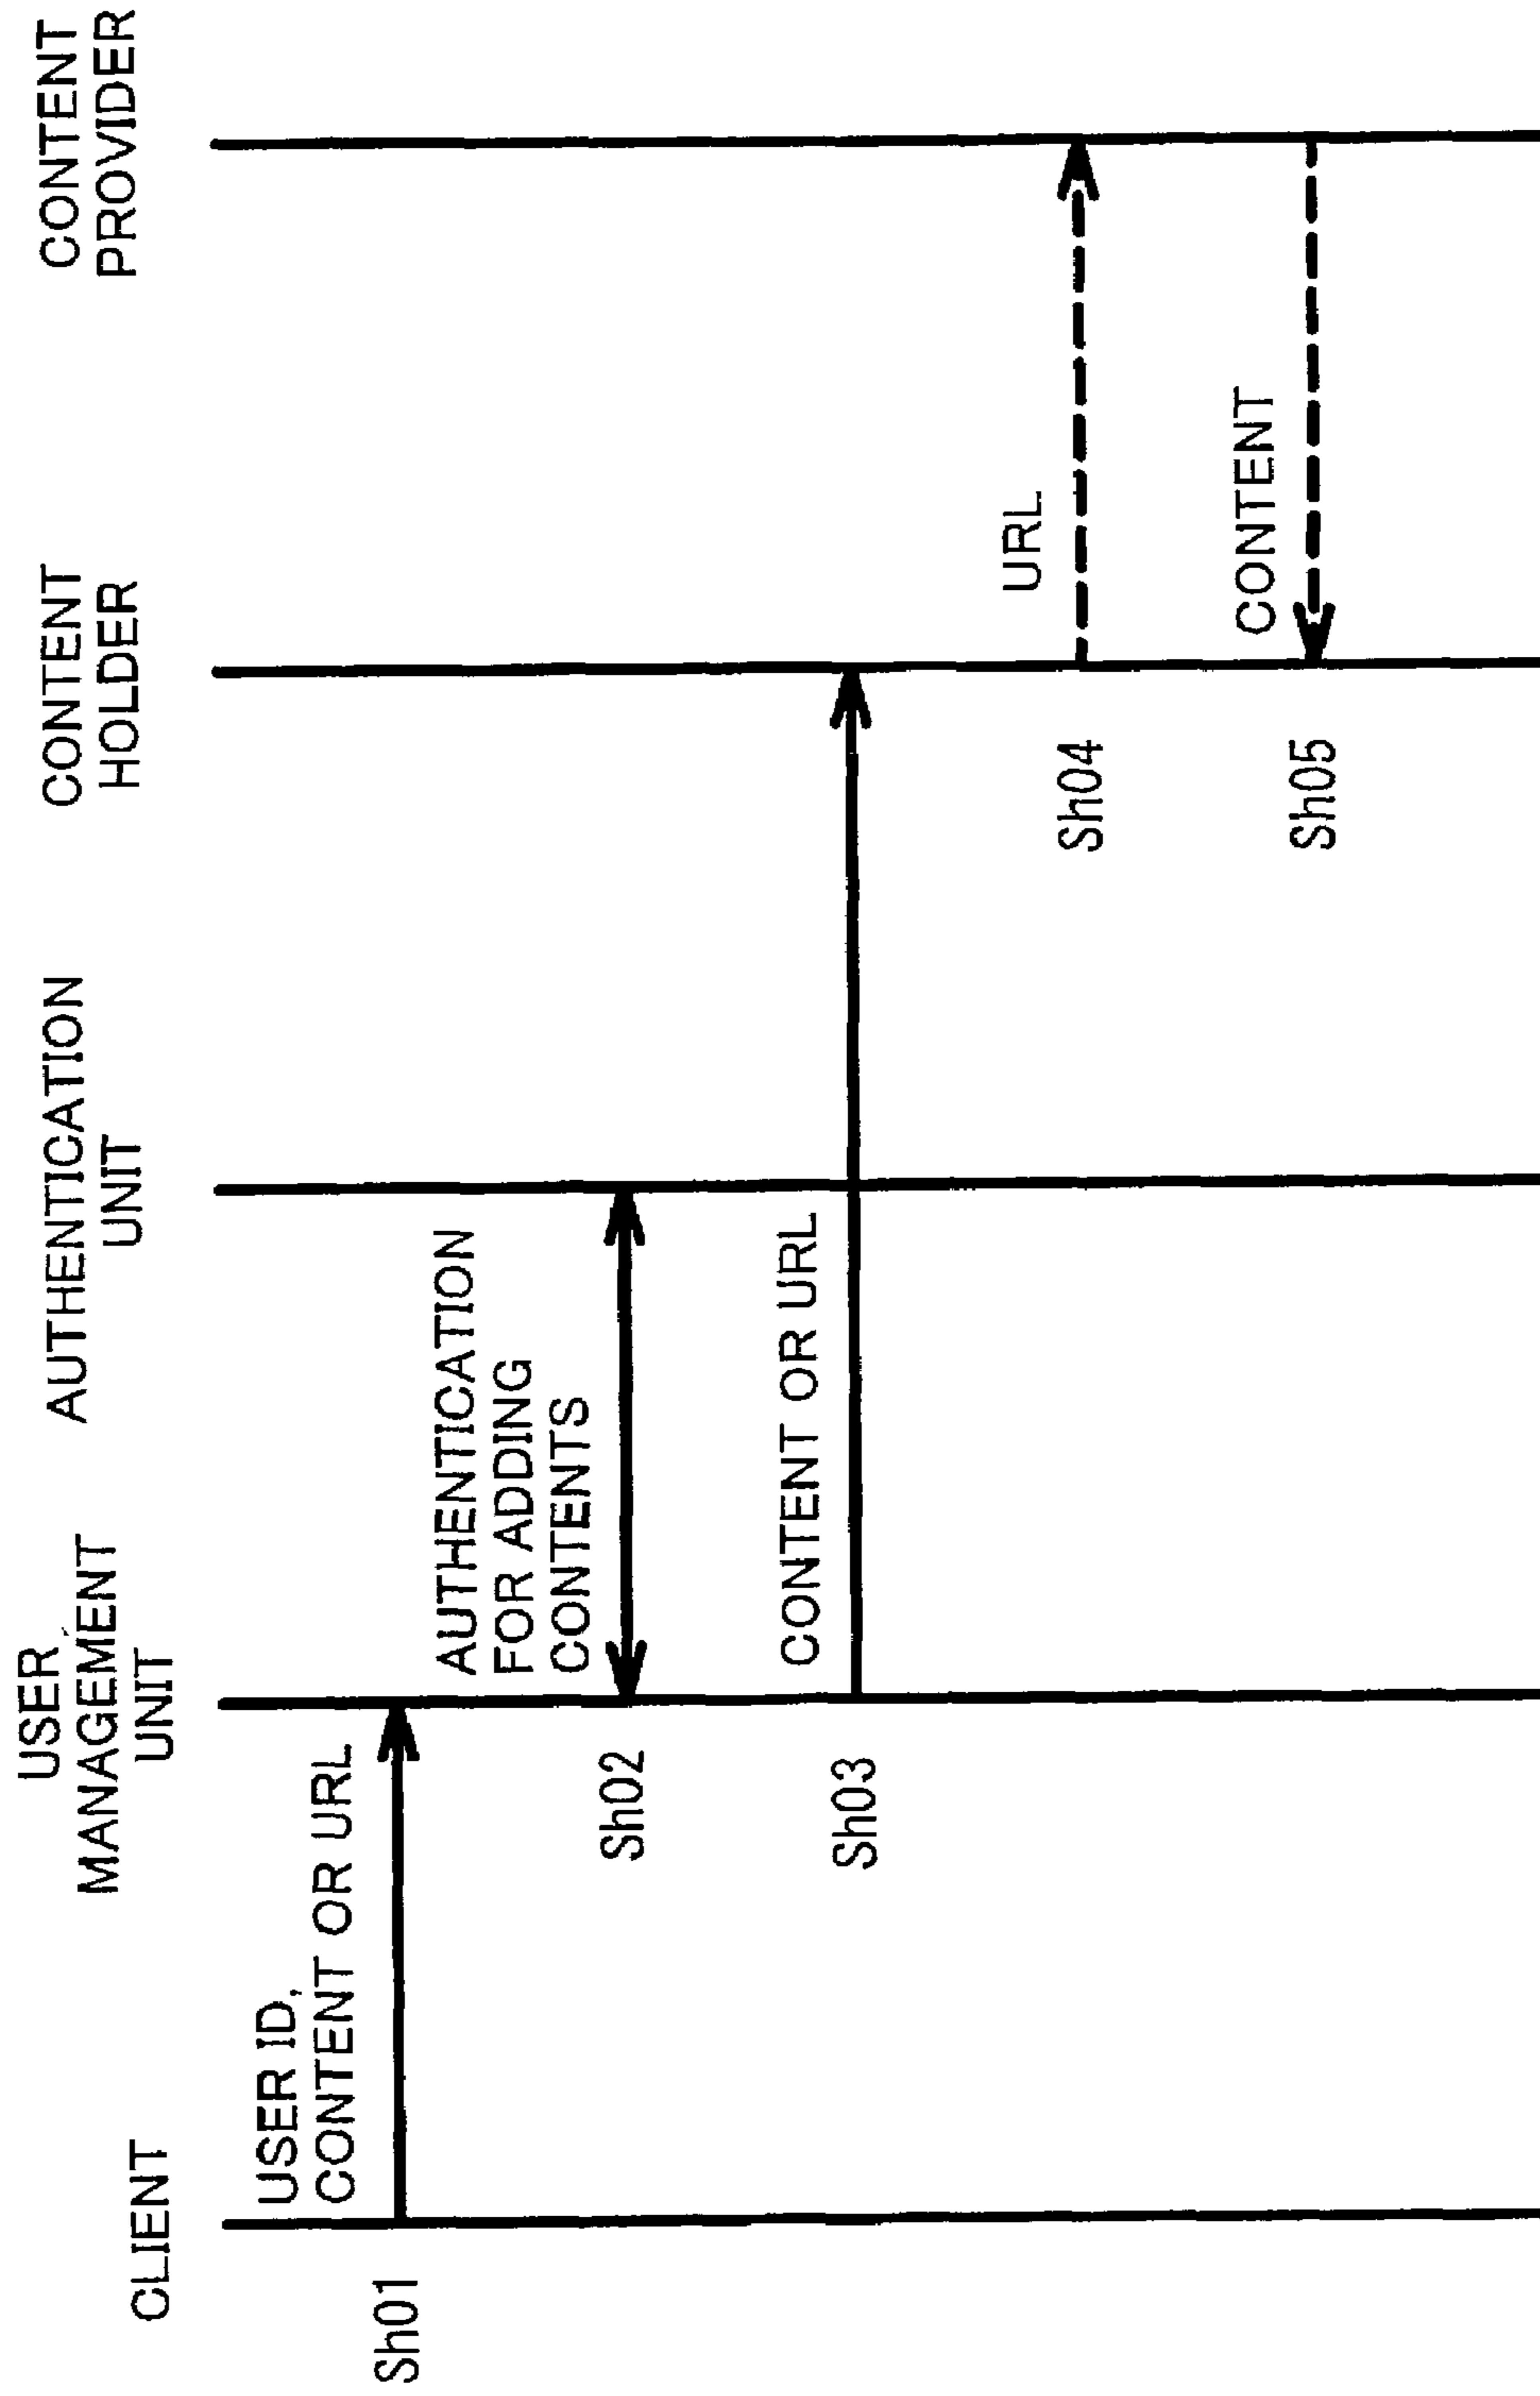 CLIENT
USER
MANAGEMENT
UNIT
AUTHENTICATION
UNIT
CONTENT
HOLDER
CONTENT
PROVIDER
USER ID,
CONTENT OR URL
Sh01
AUTHENTICATION
FOR ADDING
CONTENTS
Sh02
CONTENT OR URL
Sh03
URL
Sh04
CONTENT
Sh05